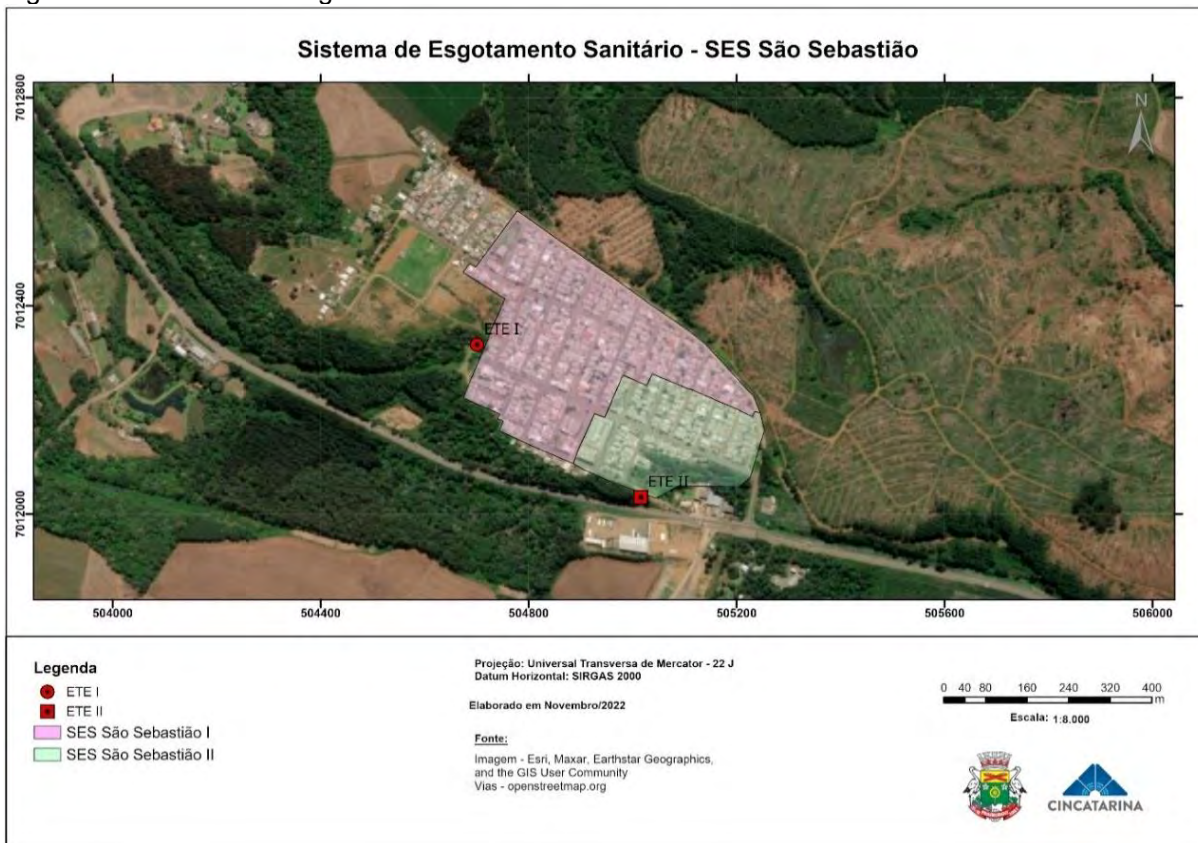 Sistema de Esgotamento Sanitário - SES São Sebastião
7012800
7012400
7012000
N
ETE I
ETE II
504000
504400
504800
505200
505600
506000
Legenda
ETE I
ETE II
SES São Sebastião I
SES São Sebastião II
Projeção: Universal Transversa de Mercator - 22 J
Datum Horizontal: SIRGAS 2000
Elaborado em Novembro/2022
Fonte:
Imagem - Esri, Maxar, Earthstar Geographics,
and the GIS User Community
Vias - openstreetmap.org
0 40 80 160 240 320 400
m
Escala: 1:8.000
CINCATARINA